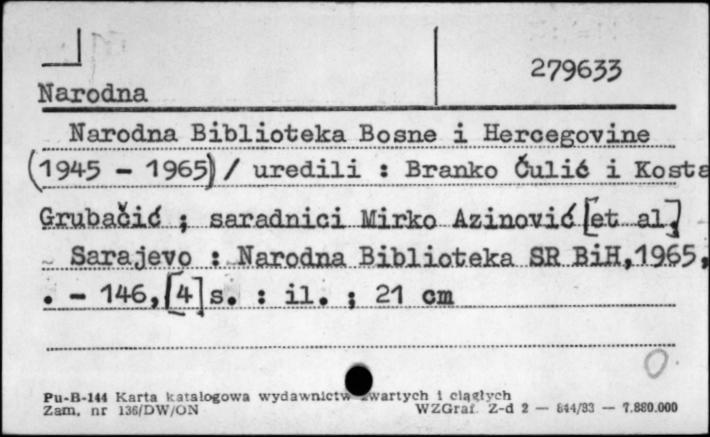 279633
Narodna
Narodna Biblioteka Bosne i Hercegovine
(1945 - 1965) / uredili : Branko Čulić i Kosta
Grubačić ; saradnici Mirko Azinović [et al.]
Sarajevo : Narodna Biblioteka SR BiH,1965,
. - 146,[4] s. : il. ; 21 cm
Pu-B-144 Karta katalogowa wydawnictw zwartych i ciągłych
Zam. nr 136/DW/ON WZGraf. Z-d 2 — 844/83 — 7.880.000